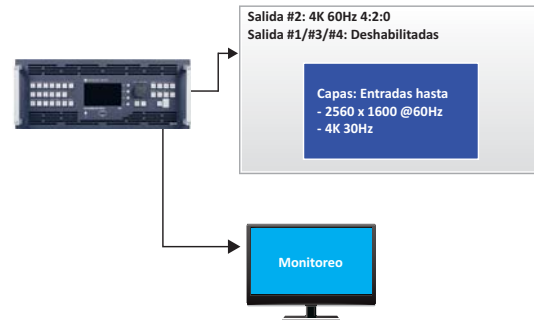 Salida #2: 4K 60Hz 4:2:0
Salida #1/#3/#4: Deshabilitadas
Capas: Entradas hasta
- 2560 x 1600 @60Hz
- 4K 30Hz
Monitoreo